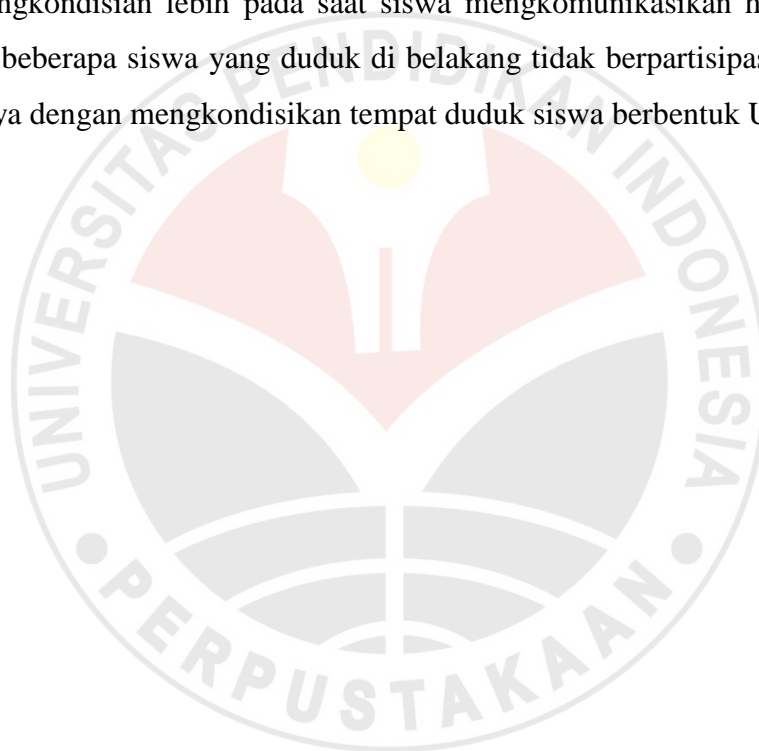 ngkondisian lebih pada saat siswa mengkomunikasikan h
beberapa siswa yang duduk di belakang tidak berpartisipas
ya dengan mengkondisikan tempat duduk siswa berbentuk U
UNIVERSITAS PENDIDIKAN INDONESIA
PERPUSTAKAAN